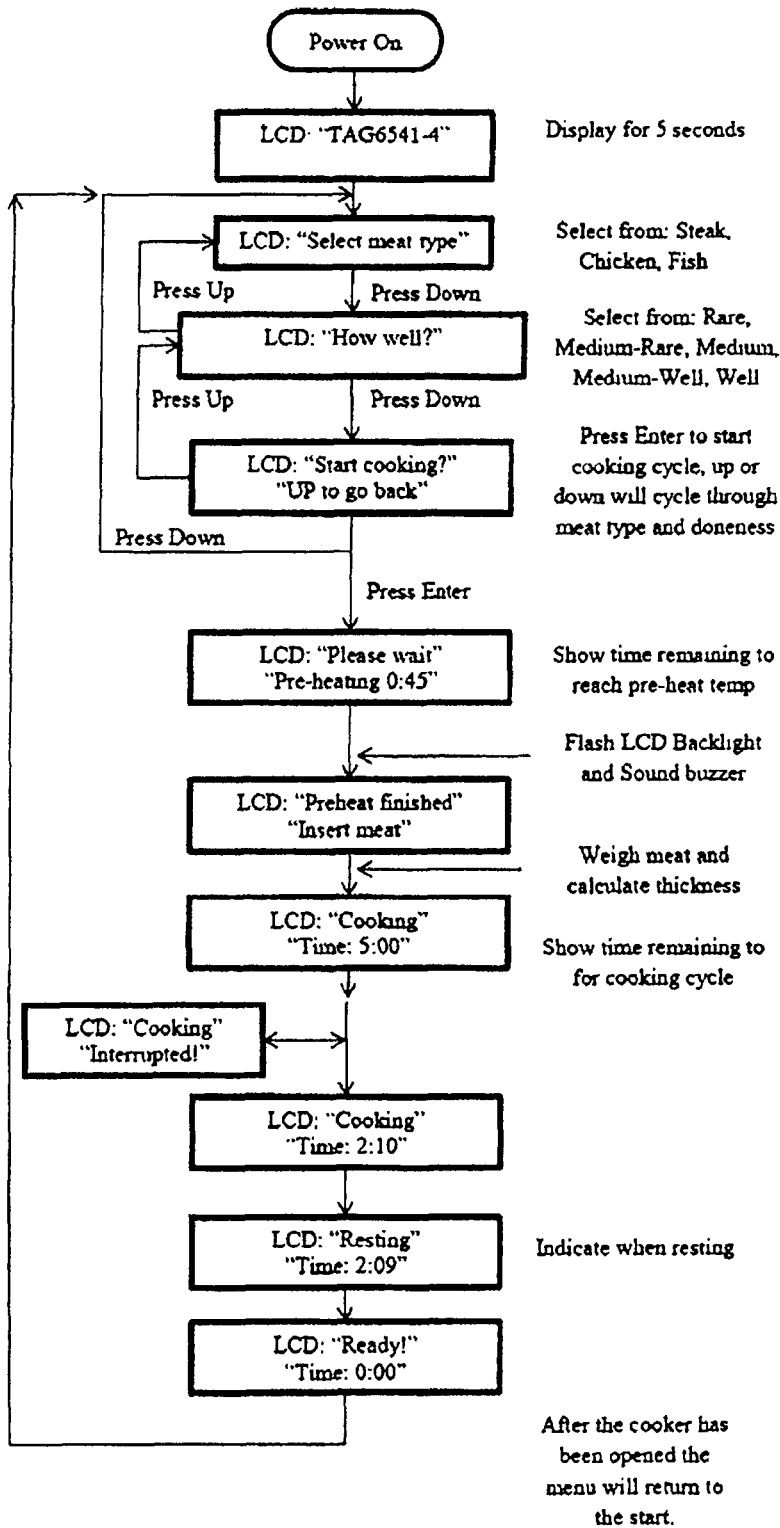 Power On
LCD: "TAG6541-4"
Display for 5 seconds
LCD: "Select meat type"
Select from: Steak,
Chicken, Fish
Press Up
Press Down
LCD: "How well?"
Select from: Rare,
Medium-Rare, Medium,
Medium-Well, Well
Press Up
Press Down
LCD: "Start cooking?"
"UP to go back"
Press Enter to start
cooking cycle, up or
down will cycle through
meat type and doneness
Press Down
Press Enter
LCD: "Please wait"
"Pre-heating 0:45"
Show time remaining to
reach pre-heat temp
Flash LCD Backlight
and Sound buzzer
LCD: "Preheat finished"
"Insert meat"
Weigh meat and
calculate thickness
LCD: "Cooking"
"Time: 5:00"
Show time remaining to
for cooking cycle
LCD: "Cooking"
"Interrupted!"
LCD: "Cooking"
"Time: 2:10"
LCD: "Resting"
"Time: 2:09"
Indicate when resting
LCD: "Ready!"
"Time: 0:00"
After the cooker has
been opened the
menu will return to
the start.